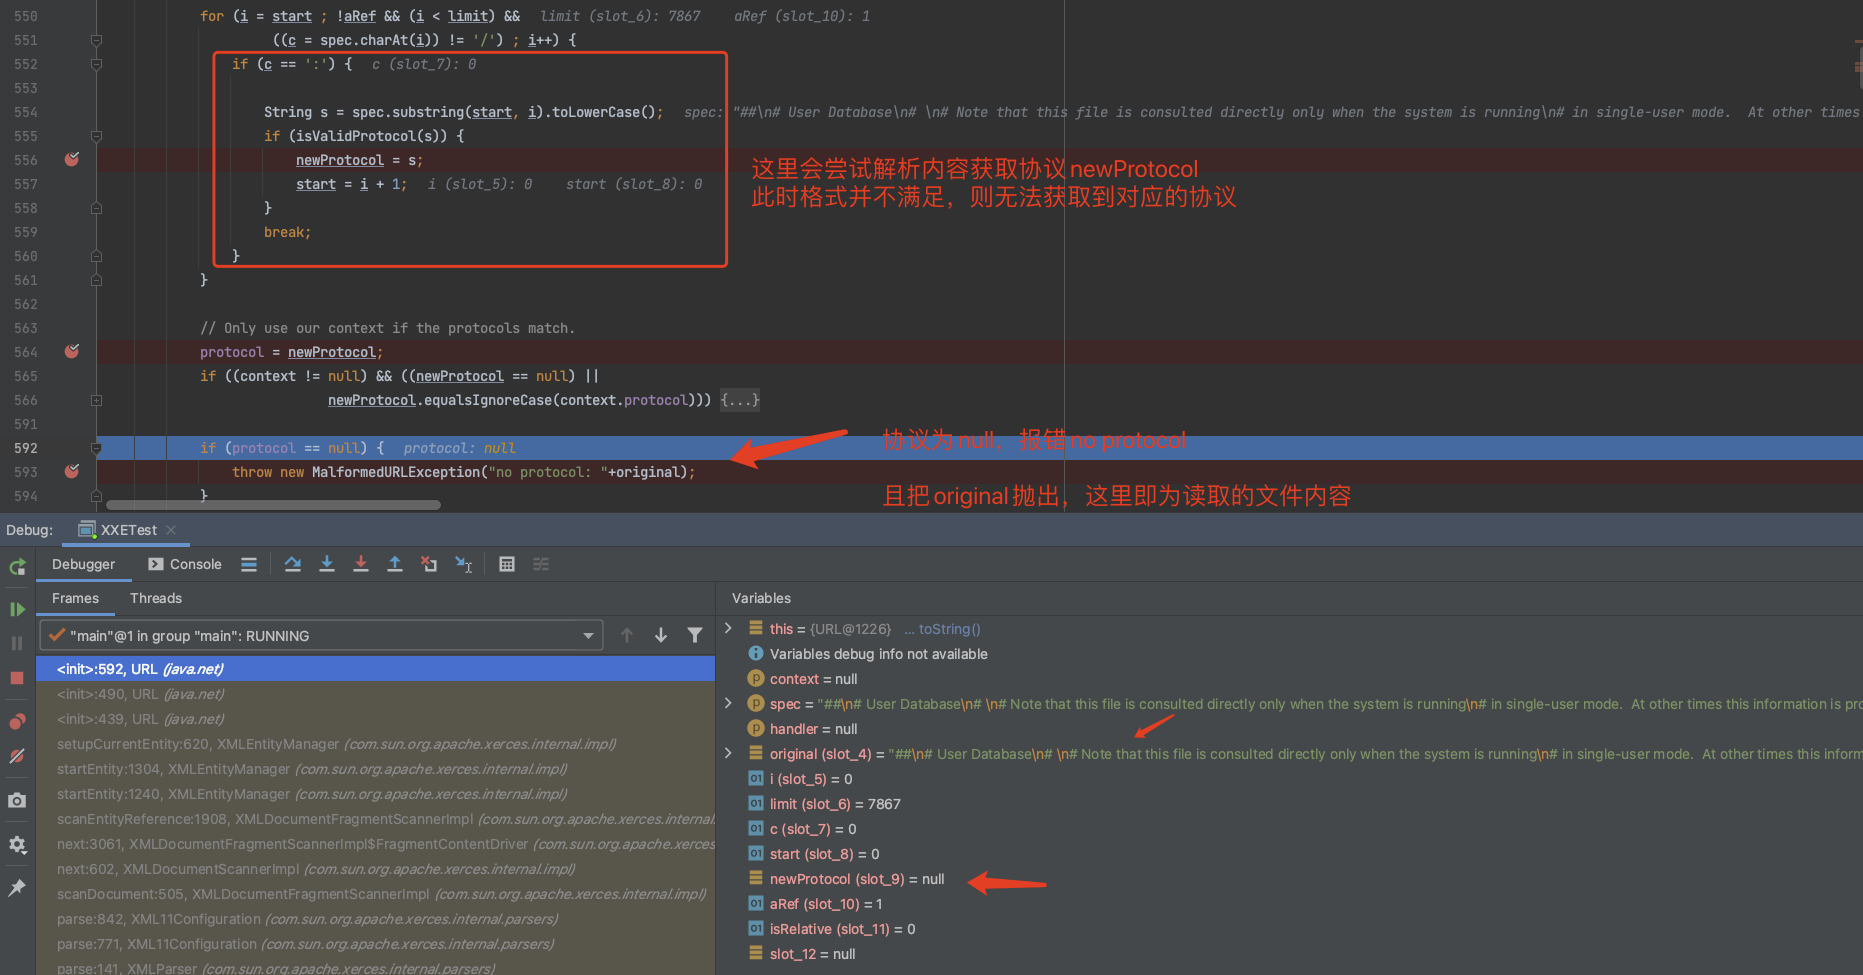 550 for (i = start ; !aRef && (i < limit) && limit (slot_6): 7867 aRef (slot_10): 1
551 ((c = spec.charAt(i)) != '/') ; i++) {
552 if (c == ':') { c (slot_7): 0
553
554 String s = spec.substring(start, i).toLowerCase(); spec: "##\n# User Database\n# \n# Note that this file is consulted directly only when the system is running\n# in single-user mode. At other times
555 if (isValidProtocol(s)) {
556 newProtocol = s;
557 start = i + 1; i (slot_5): 0 start (slot_8): 0
558 }
559 break;
560 }
561 }
562
563 // Only use our context if the protocols match.
564 protocol = newProtocol;
565 if ((context != null) && ((newProtocol == null) ||
566 newProtocol.equalsIgnoreCase(context.protocol))) {...}
591
592 if (protocol == null) { protocol: null
593 throw new MalformedURLException("no protocol: "+original);
594 }
这里会尝试解析内容获取协议newProtocol
此时格式并不满足，则无法获取到对应的协议
协议为null，报错no protocol
且把original抛出，这里即为读取的文件内容
Debug: XXETest
Debugger Console
Frames Threads
"main"@1 in group "main": RUNNING
<init>:592, URL (java.net)
<init>:490, URL (java.net)
<init>:439, URL (java.net)
setupCurrentEntity:620, XMLEntityManager (com.sun.org.apache.xerces.internal.impl)
startEntity:1304, XMLEntityManager (com.sun.org.apache.xerces.internal.impl)
startEntity:1240, XMLEntityManager (com.sun.org.apache.xerces.internal.impl)
scanEntityReference:1908, XMLDocumentFragmentScannerImpl (com.sun.org.apache.xerces.internal.
next:3061, XMLDocumentFragmentScannerImpl$FragmentContentDriver (com.sun.org.apache.xerces
next:602, XMLDocumentScannerImpl (com.sun.org.apache.xerces.internal.impl)
scanDocument:505, XMLDocumentFragmentScannerImpl (com.sun.org.apache.xerces.internal.impl)
parse:842, XML11Configuration (com.sun.org.apache.xerces.internal.parsers)
parse:771, XML11Configuration (com.sun.org.apache.xerces.internal.parsers)
parse:141, XMLParser (com.sun.org.apache.xerces.internal.parsers)
Variables
this = {URL@1226} ... toString()
Variables debug info not available
context = null
spec = "##\n# User Database\n# \n# Note that this file is consulted directly only when the system is running\n# in single-user mode. At other times this information is pro
handler = null
original (slot_4) = "##\n# User Database\n# \n# Note that this file is consulted directly only when the system is running\n# in single-user mode. At other times this inform
i (slot_5) = 0
limit (slot_6) = 7867
c (slot_7) = 0
start (slot_8) = 0
newProtocol (slot_9) = null
aRef (slot_10) = 1
isRelative (slot_11) = 0
slot_12 = null